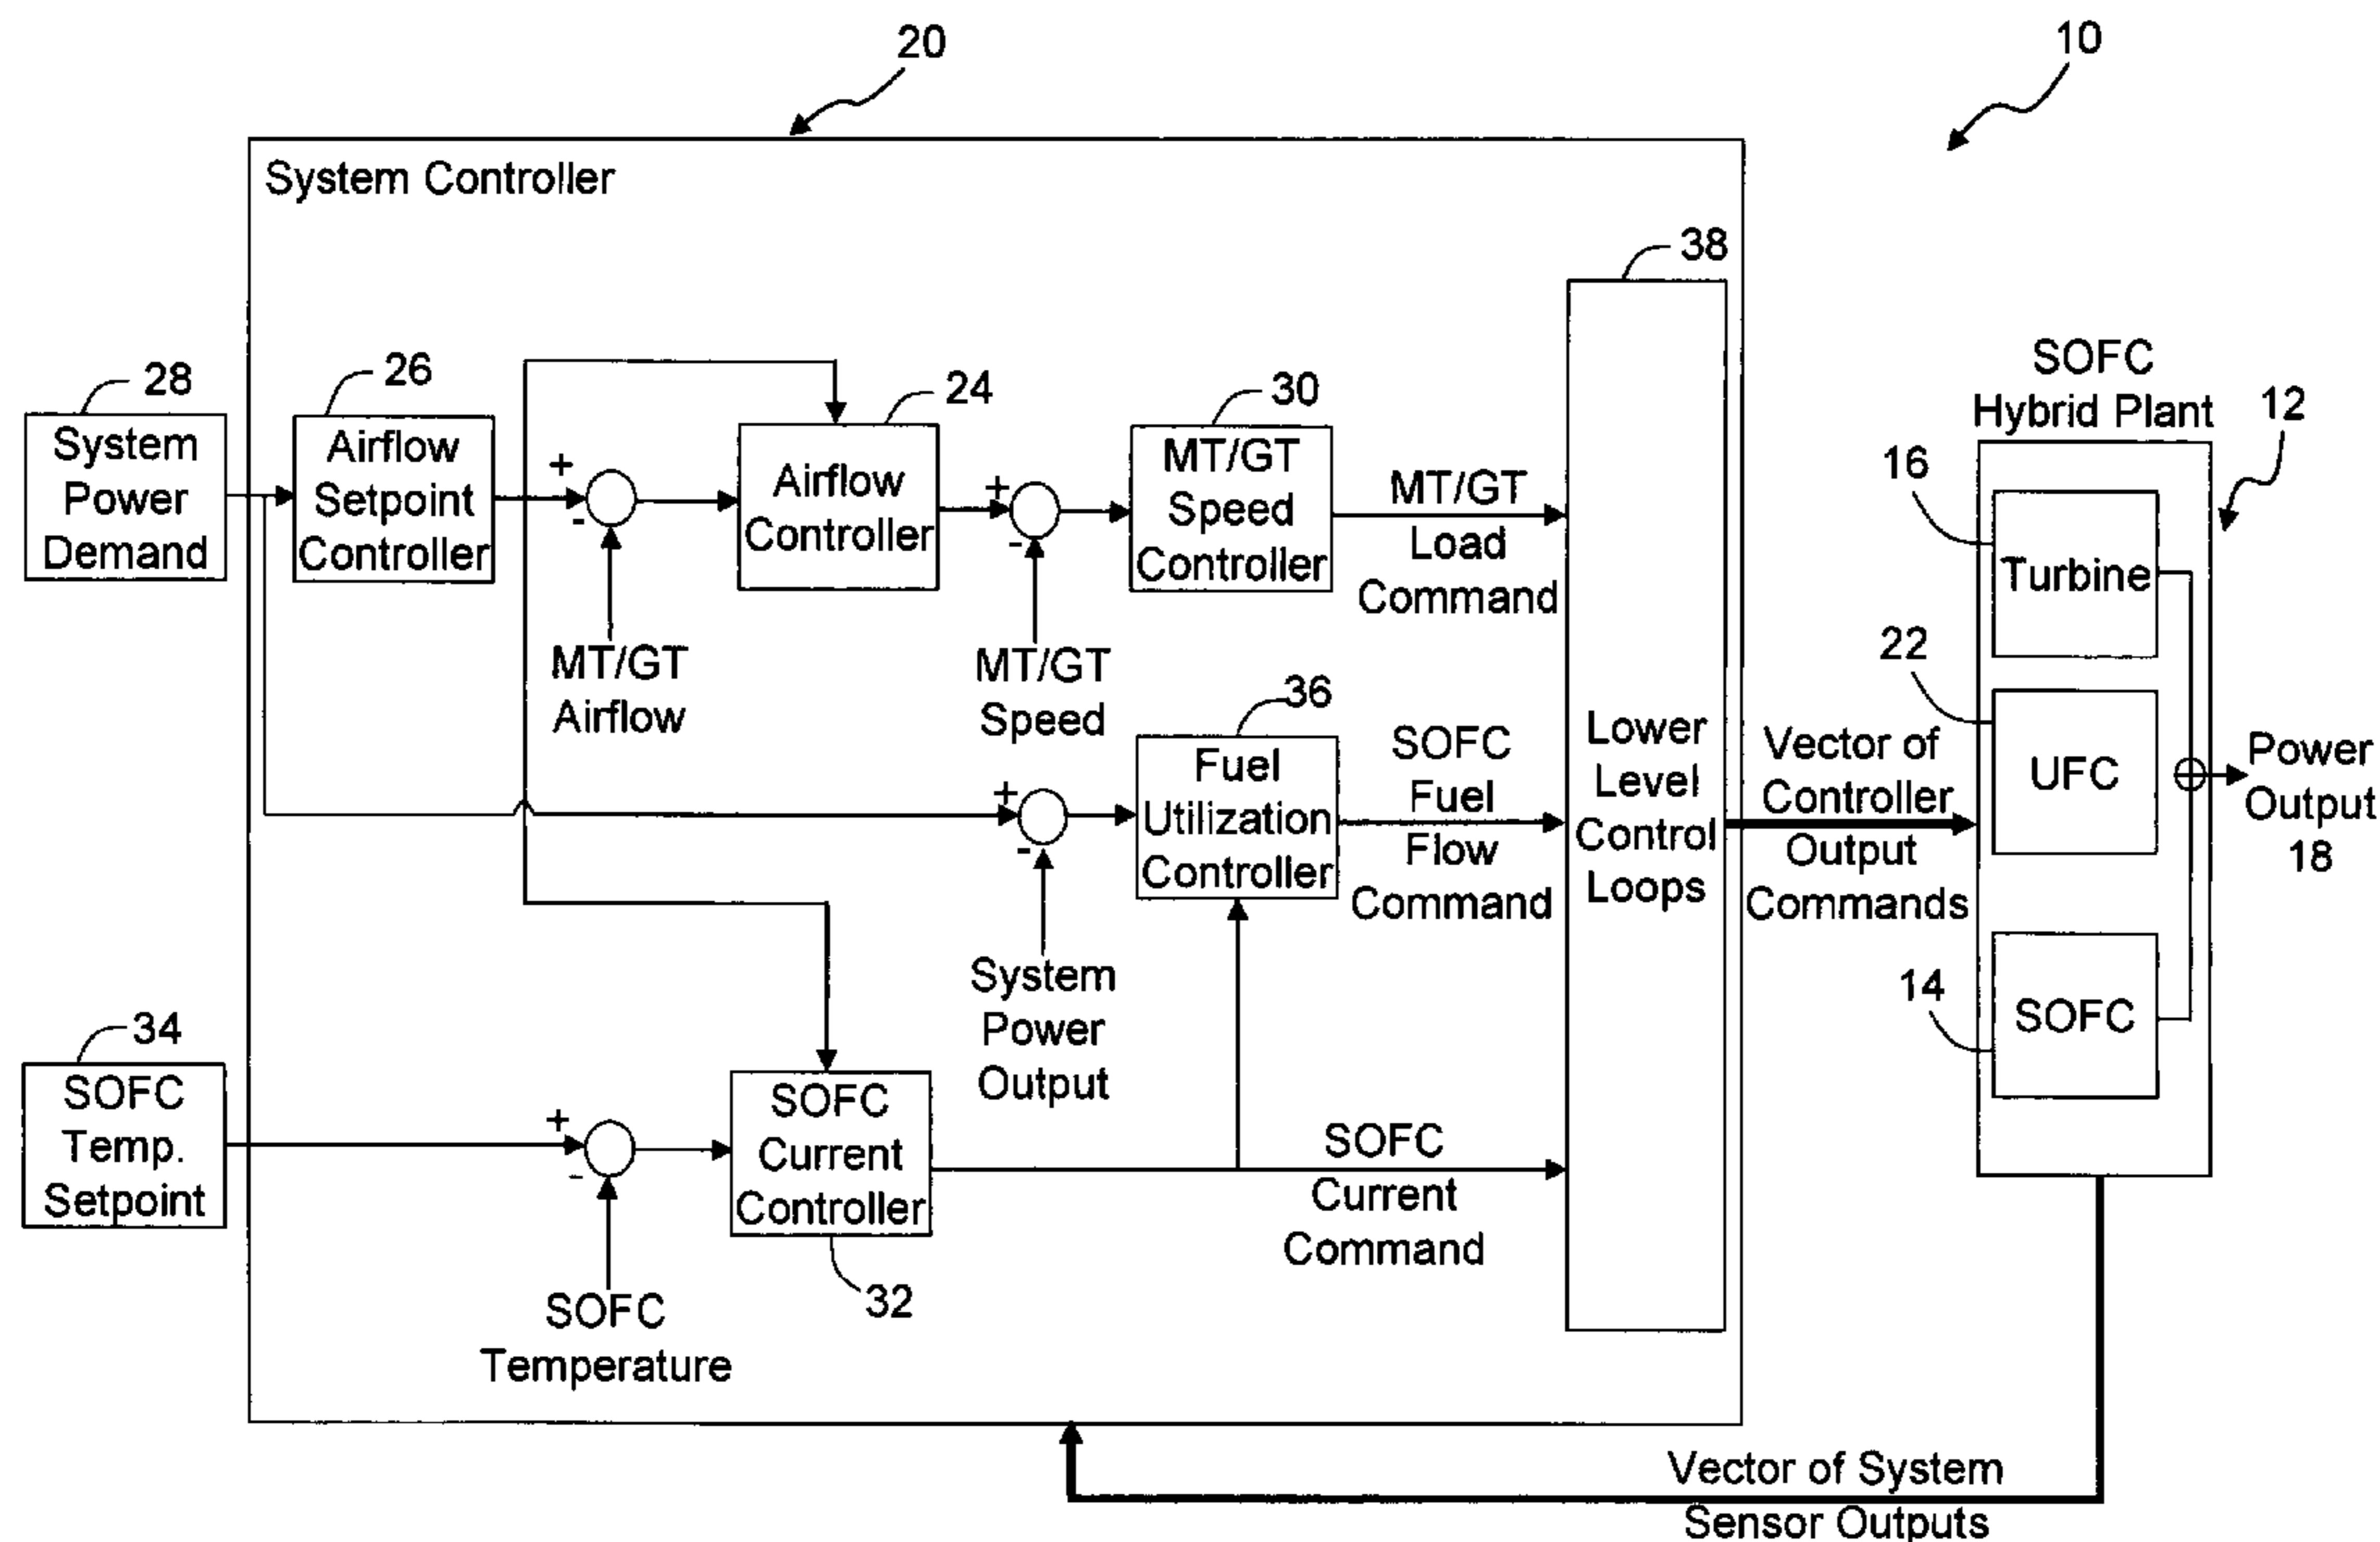 20
10
System Controller
38
28
26
24
30
SOFC
Hybrid Plant
12
System
Power
Demand
Airflow
Setpoint
Controller
+
-
MT/GT
Airflow
Airflow
Controller
+
-
MT/GT
Speed
MT/GT
Speed
Controller
MT/GT
Load
Command
36
+
-
System
Power
Output
Fuel
Utilization
Controller
SOFC
Fuel
Flow
Command
Lower
Level
Control
Loops
Vector of
Controller
Output
Commands
16
Turbine
22
UFC
14
SOFC
Power
Output
18
34
SOFC
Temp.
Setpoint
+
-
SOFC
Temperature
SOFC
Current
Controller
32
SOFC
Current
Command
Vector of System
Sensor Outputs